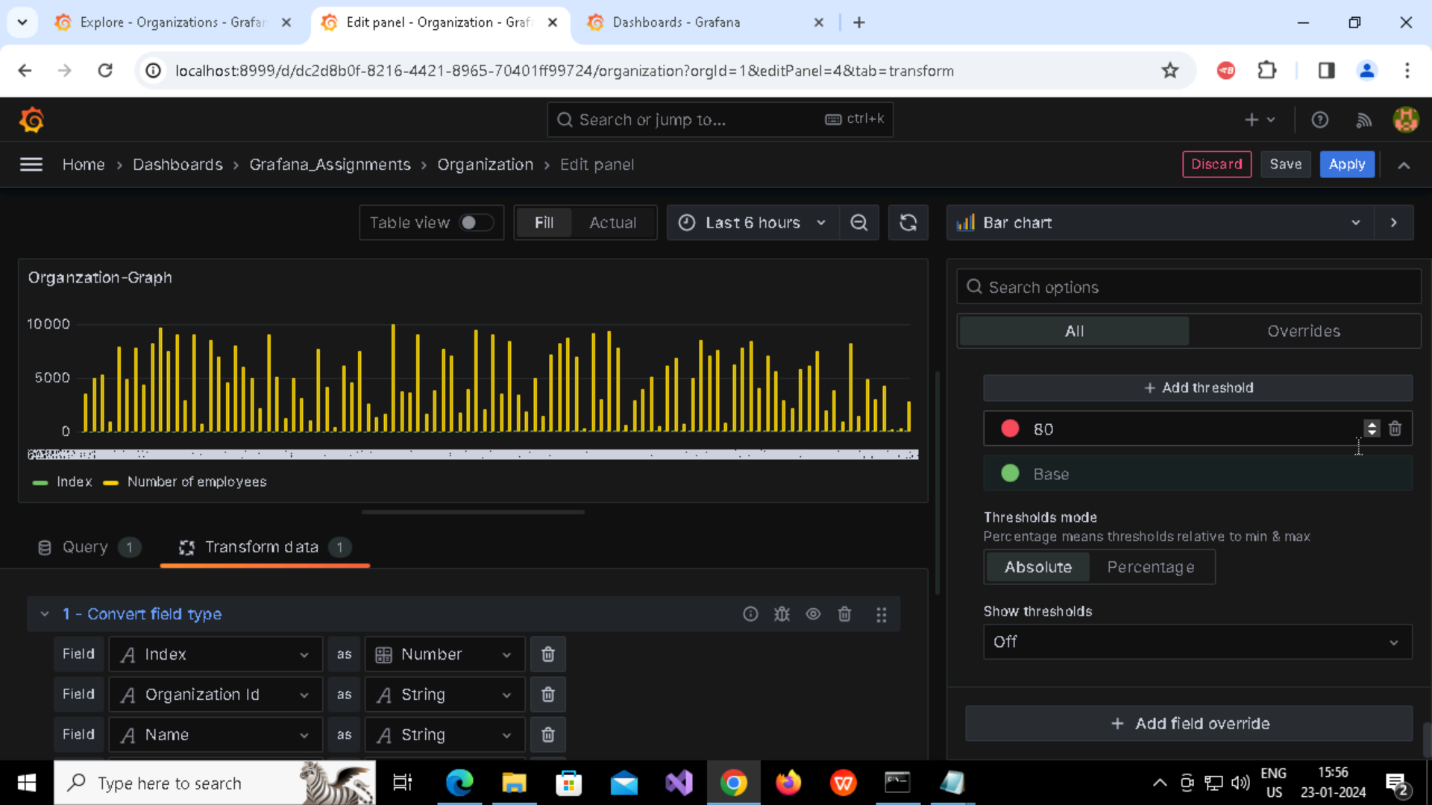 Explore - Organizations - Grafan
Edit panel - Organization - Graf
Dashboards - Grafana
localhost:8999/d/dc2d8b0f-8216-4421-8965-70401ff99724/organization?orgId=1&editPanel=4&tab=transform
Search or jump to...
ctrl+k
Home › Dashboards › Grafana_Assignments › Organization › Edit panel
Discard
Save
Apply
Table view
Fill
Actual
Last 6 hours
Bar chart
Organzation-Graph
10000
5000
0
Index
Number of employees
Search options
All
Overrides
+ Add threshold
80
Base
Thresholds mode
Percentage means thresholds relative to min & max
Absolute
Percentage
Show thresholds
Off
+ Add field override
Query 1
Transform data 1
1 - Convert field type
Field Index as Number
Field Organization Id as String
Field Name as String
Type here to search
ENG
US
15:56
23-01-2024
2